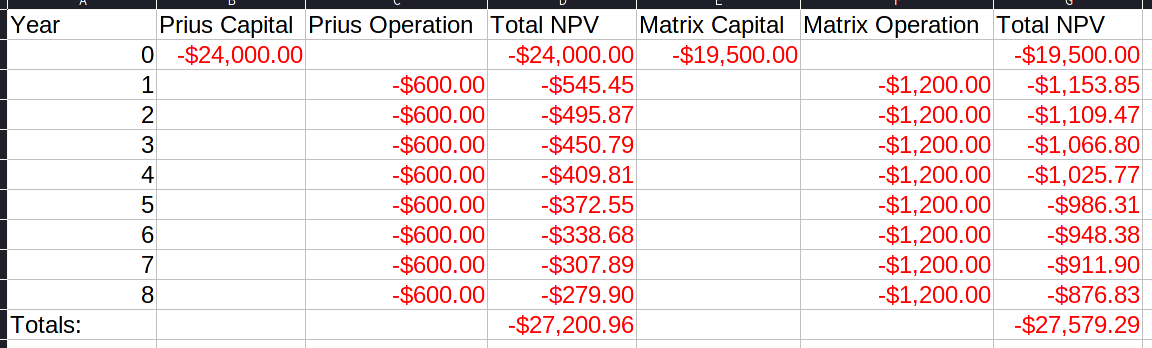 A B C D E F G
Year Prius Capital Prius Operation Total NPV Matrix Capital Matrix Operation Total NPV
0 -$24,000.00 -$24,000.00 -$19,500.00 -$19,500.00
1 -$600.00 -$545.45 -$1,200.00 -$1,153.85
2 -$600.00 -$495.87 -$1,200.00 -$1,109.47
3 -$600.00 -$450.79 -$1,200.00 -$1,066.80
4 -$600.00 -$409.81 -$1,200.00 -$1,025.77
5 -$600.00 -$372.55 -$1,200.00 -$986.31
6 -$600.00 -$338.68 -$1,200.00 -$948.38
7 -$600.00 -$307.89 -$1,200.00 -$911.90
8 -$600.00 -$279.90 -$1,200.00 -$876.83
Totals: -$27,200.96 -$27,579.29